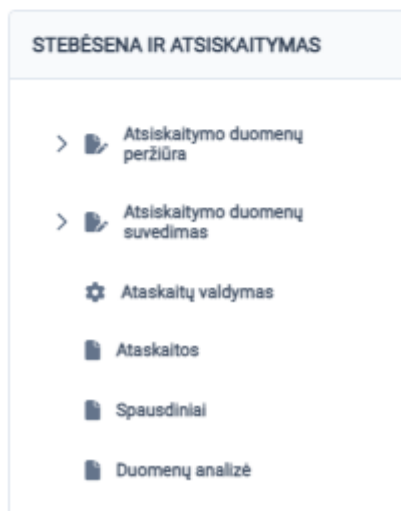 STEBĖSENA IR ATSISKAITYMAS
Atsiskaitymo duomenų
peržiūra
Atsiskaitymo duomenų
suvedimas
Ataskaitų valdymas
Ataskaitos
Spausdiniai
Duomenų analizė